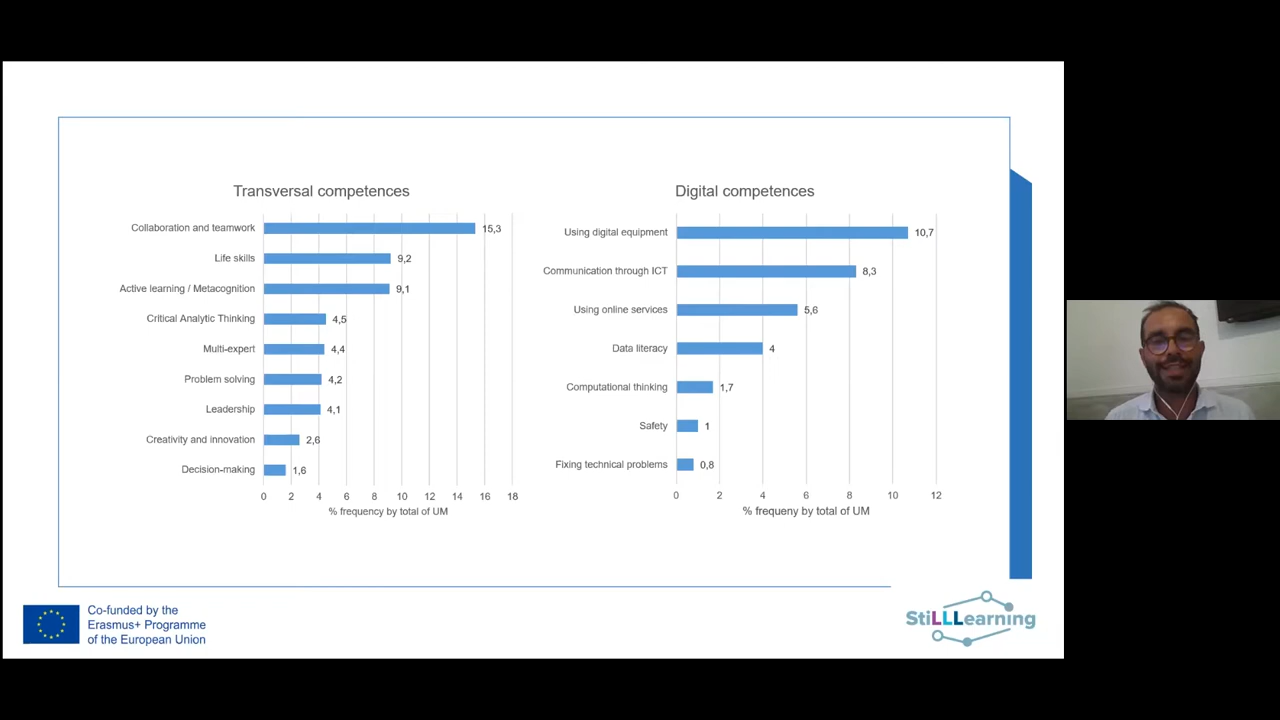 Transversal competences
Collaboration and teamwork 15,3
Life skills 9,2
Active learning / Metacognition 9,1
Critical Analytic Thinking 4,5
Multi-expert 4,4
Problem solving 4,2
Leadership 4,1
Creativity and innovation 2,6
Decision-making 1,6
0 2 4 6 8 10 12 14 16 18
% frequency by total of UM
Digital competences
Using digital equipment 10,7
Communication through ICT 8,3
Using online services 5,6
Data literacy 4
Computational thinking 1,7
Safety 1
Fixing technical problems 0,8
0 2 4 6 8 10 12
% frequeny by total of UM
Co-funded by the
Erasmus+ Programme
of the European Union
StiLLLearning